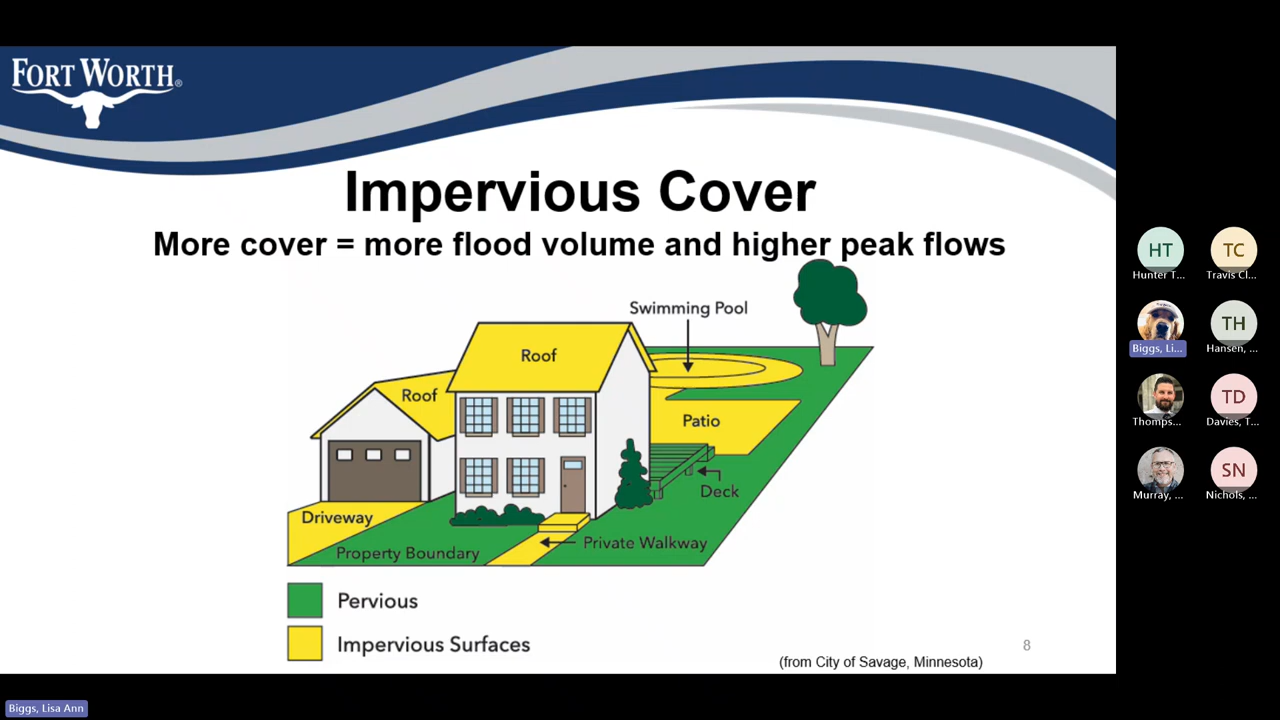 FORT WORTH®
Impervious Cover
More cover = more flood volume and higher peak flows
Swimming Pool
Roof
Roof
Patio
Deck
Driveway
Property Boundary
Private Walkway
Pervious
Impervious Surfaces
8
(from City of Savage, Minnesota)
HT
Hunter T...
TC
Travis Cl...
Biggs, Li...
TH
Hansen, ...
Thomps...
TD
Davies, T...
Murray, ...
SN
Nichols, ...
Biggs, Lisa Ann